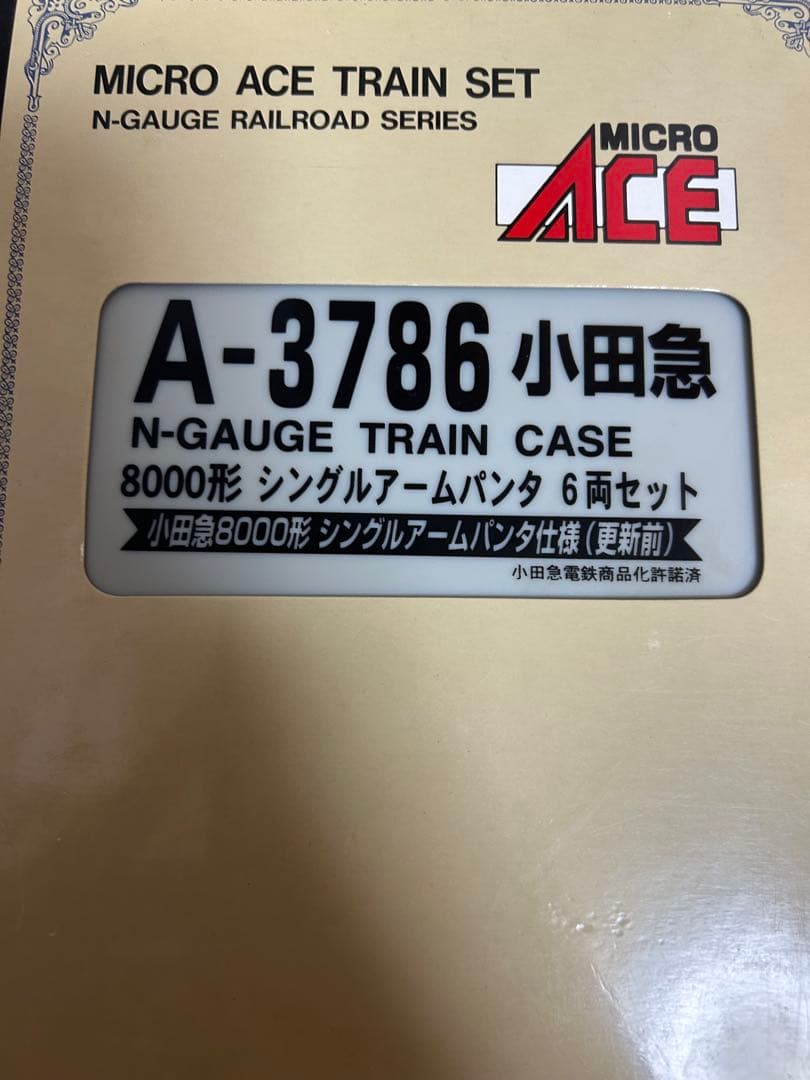 MICRO ACE TRAIN SET
N-GAUGE RAILROAD SERIES
MICRO
ACE
A-3786 小田急
N-GAUGE TRAIN CASE
8000形 シングルアームパンタ 6両セット
小田急8000形 シングルアームパンタ仕様(更新前)
小田急電鉄商品化許諾済